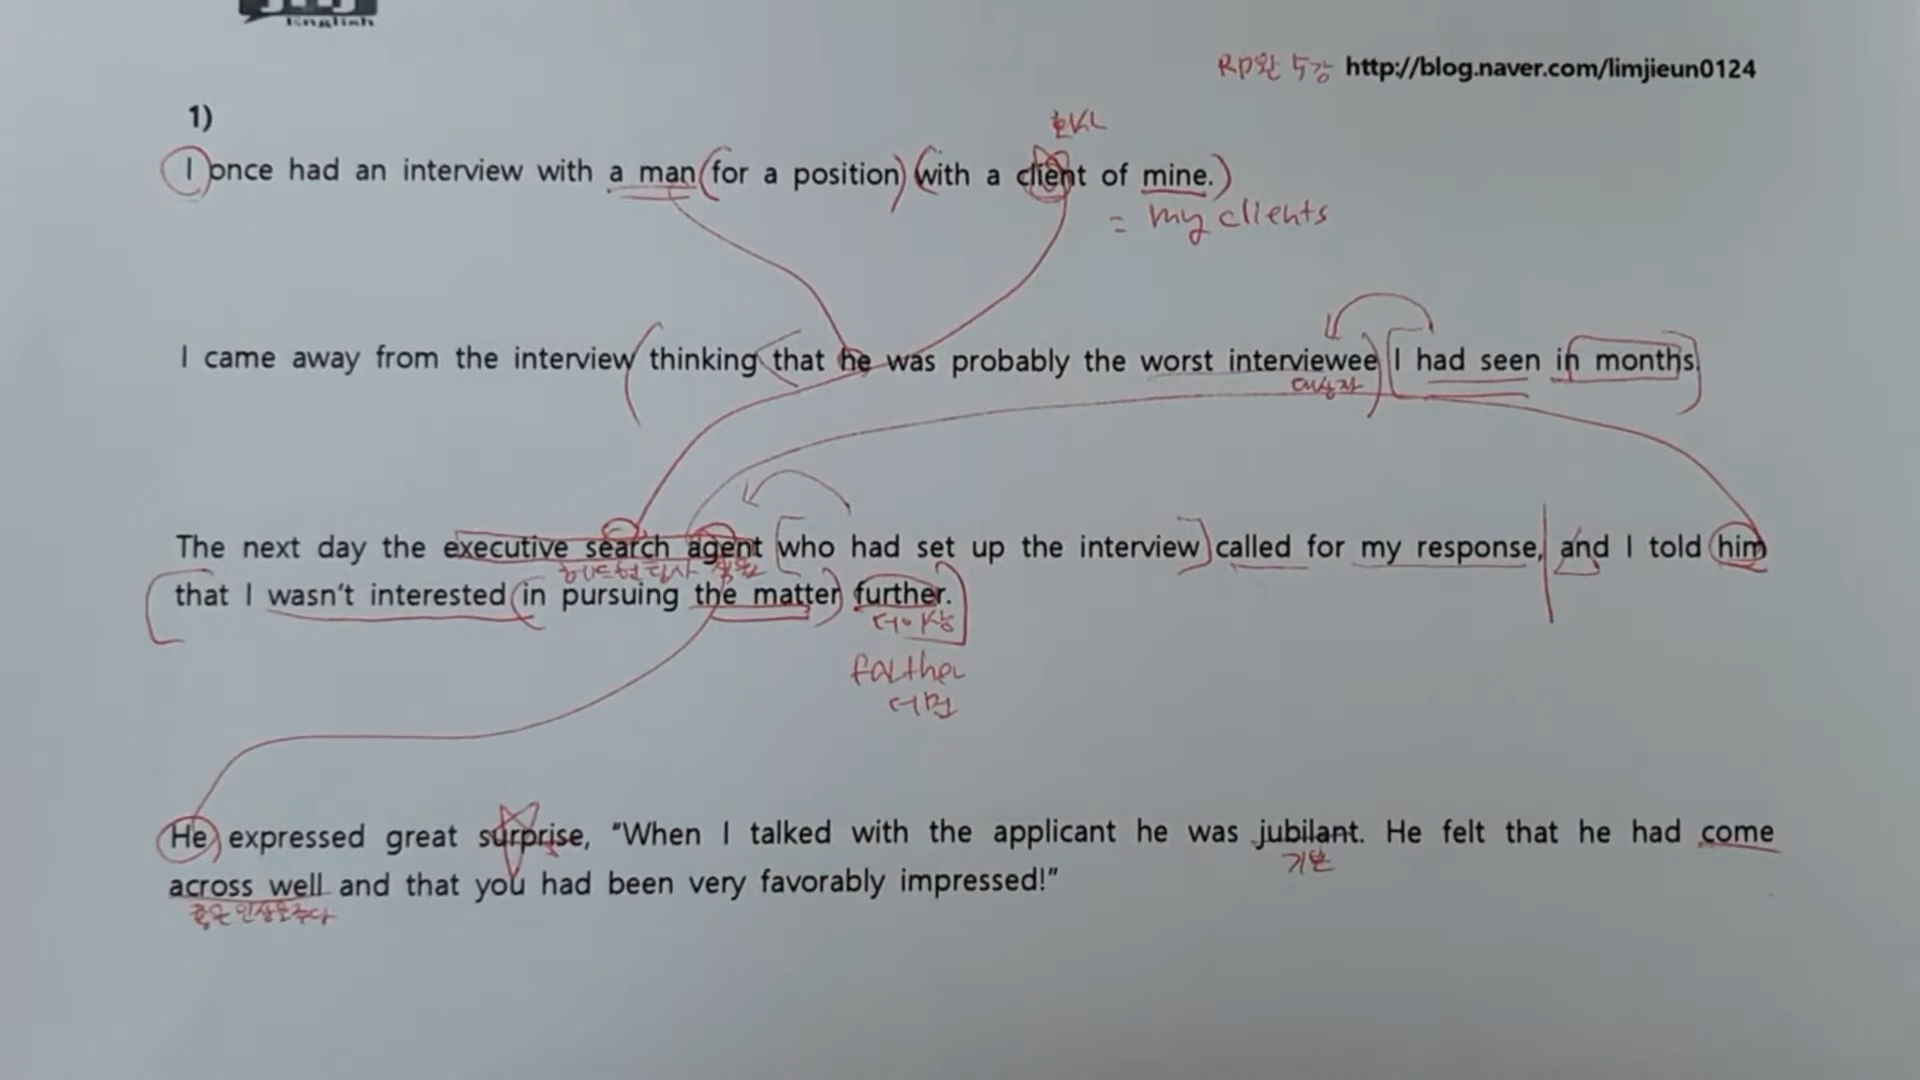 English
RP완 5강 http://blog.naver.com/limjieun0124
1)
I once had an interview with a man for a position with a client of mine.
= my clients
I came away from the interview thinking that he was probably the worst interviewee I had seen in months.
대상자
The next day the executive search agent who had set up the interview called for my response, and I told him
that I wasn't interested in pursuing the matter further.
더이상
farther
더 먼
He expressed great surprise, "When I talked with the applicant he was jubilant. He felt that he had come
기쁜
across well and that you had been very favorably impressed!"
좋은 인상을 주다